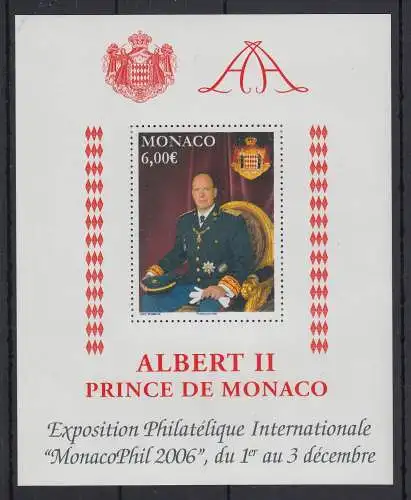 MONACO
6,00€
ALBERT II
PRINCE DE MONACO
Exposition Philatélique Internationale
"MonacoPhil 2006", du 1er au 3 décembre